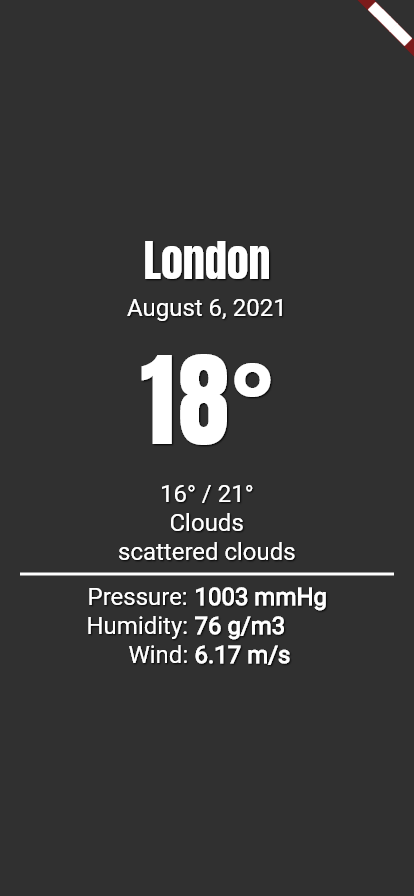 London
August 6, 2021
18°
16° / 21°
Clouds
scattered clouds
Pressure: 1003 mmHg
Humidity: 76 g/m3
Wind: 6.17 m/s